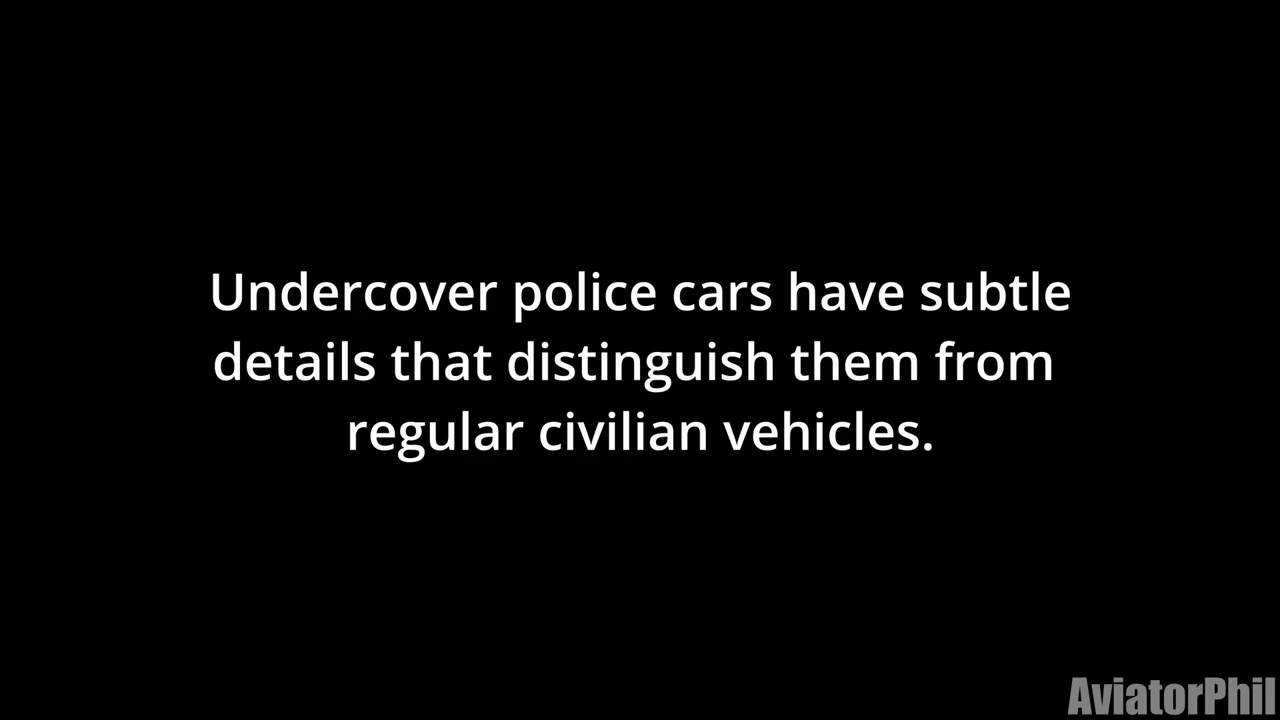 Undercover police cars have subtle
details that distinguish them from
regular civilian vehicles.
AviatorPhil